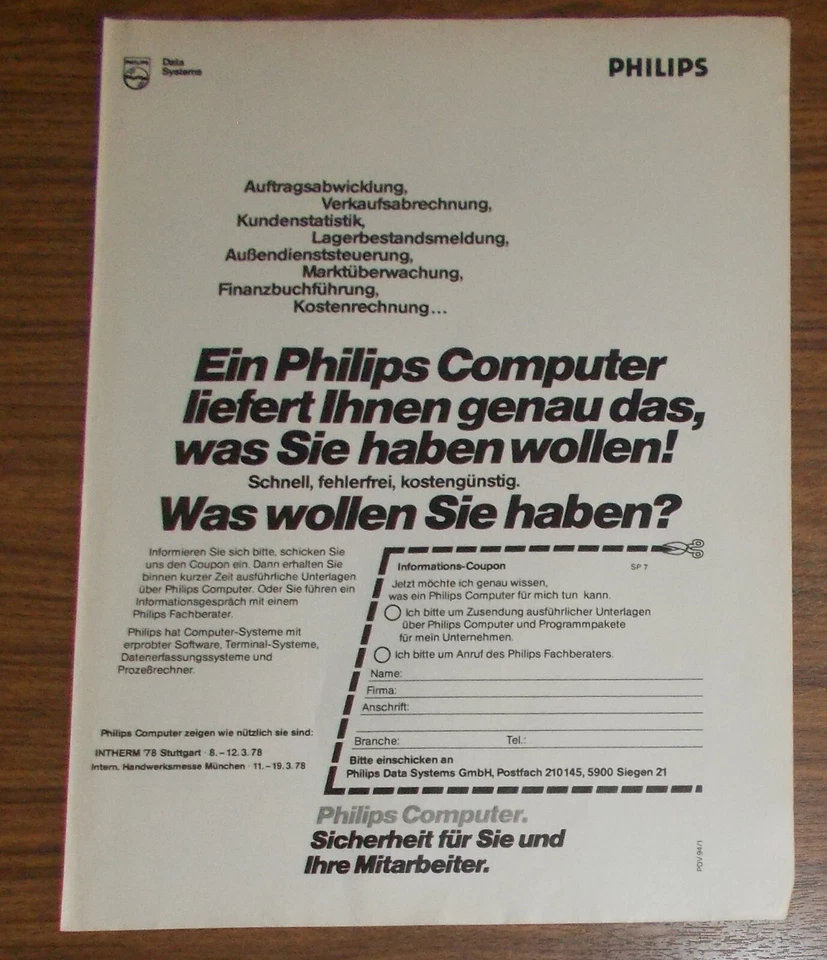 PHILIPS
Data
Systems
PHILIPS
Auftragsabwicklung,
Verkaufsabrechnung,
Kundenstatistik,
Lagerbestandsmeldung,
Außendienststeuerung,
Marktüberwachung,
Finanzbuchführung,
Kostenrechnung...
Ein Philips Computer
liefert Ihnen genau das,
was Sie haben wollen!
Schnell, fehlerfrei, kostengünstig.
Was wollen Sie haben?
Informieren Sie sich bitte, schicken Sie
uns den Coupon ein. Dann erhalten Sie
binnen kurzer Zeit ausführliche Unterlagen
über Philips Computer. Oder Sie führen ein
Informationsgespräch mit einem
Philips Fachberater.
Philips hat Computer-Systeme mit
erprobter Software, Terminal-Systeme,
Datenerfassungssysteme und
Prozeßrechner.
Philips Computer zeigen wie nützlich sie sind:
INTHERM '78 Stuttgart · 8.–12.3.78
Intern. Handwerksmesse München · 11.–19.3.78
Informations-Coupon SP 7
Jetzt möchte ich genau wissen,
was ein Philips Computer für mich tun kann.
Ich bitte um Zusendung ausführlicher Unterlagen
über Philips Computer und Programmpakete
für mein Unternehmen.
Ich bitte um Anruf des Philips Fachberaters.
Name:
Firma:
Anschrift:
Branche: Tel.:
Bitte einschicken an
Philips Data Systems GmbH, Postfach 210145, 5900 Siegen 21
Philips Computer.
Sicherheit für Sie und
Ihre Mitarbeiter.
PDV 94/1